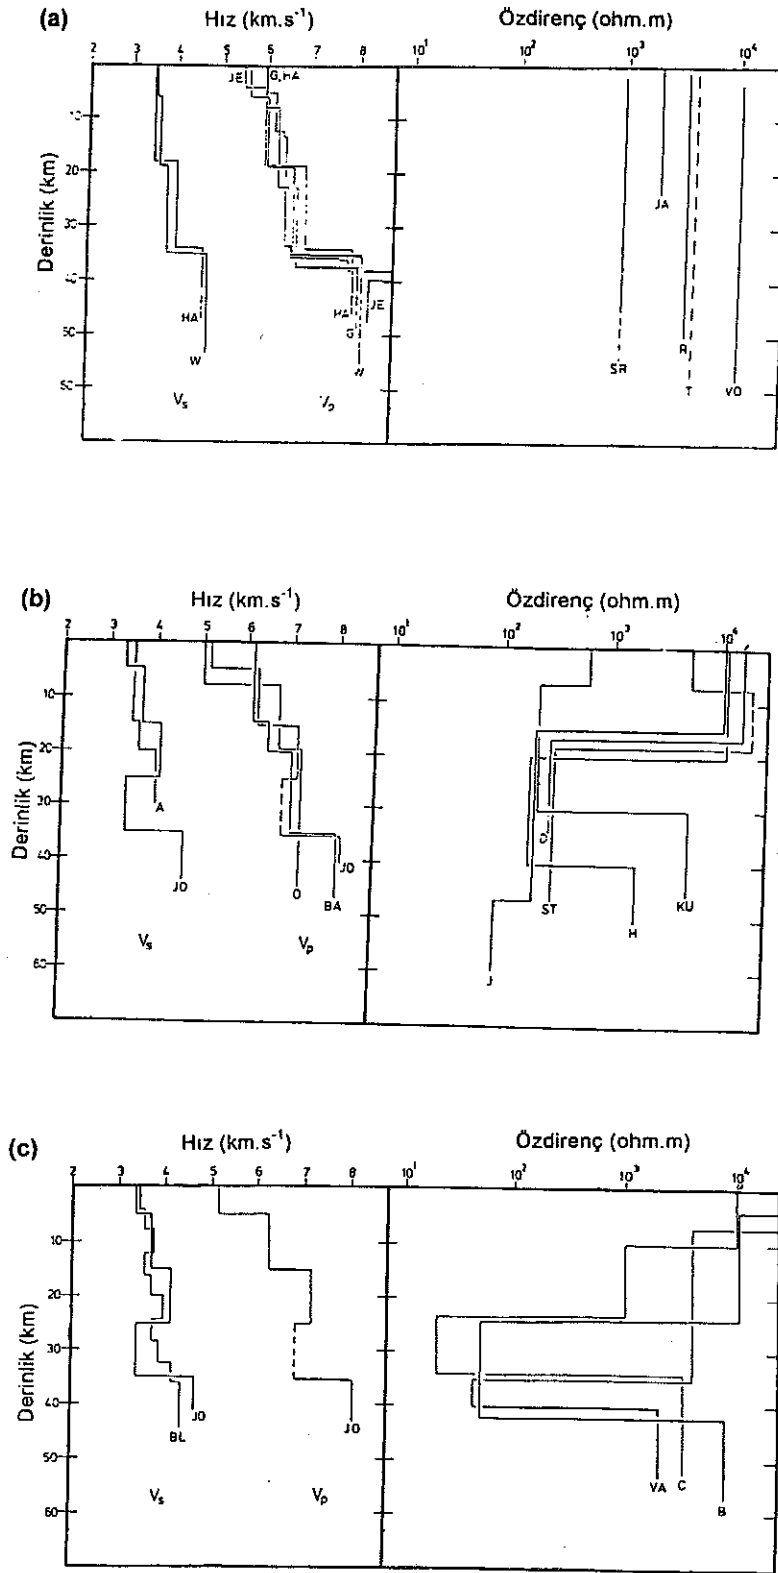 (a)
Hız (km.s⁻¹)
Özdirenç (ohm.m)
2 3 4 5 6 7 8 10¹ 10² 10³ 10⁴
JE G,HA
10
20
30
40
50
60
Derinlik (km)
HA
W
HA
G
W
JE
Vs
Vp
JA
SR
R
T
VO
(b)
Hız (km.s⁻¹)
Özdirenç (ohm.m)
2 3 4 5 6 7 8 10¹ 10² 10³ 10⁴
10
20
30
40
50
60
Derinlik (km)
A
JO
O
BA
JO
Vs
Vp
J
ST
H
KU
(c)
Hız (km.s⁻¹)
Özdirenç (ohm.m)
2 3 4 5 6 7 8 10¹ 10² 10³ 10⁴
10
20
30
40
50
60
Derinlik (km)
BL
JO
JO
Vs
Vp
VA
C
B